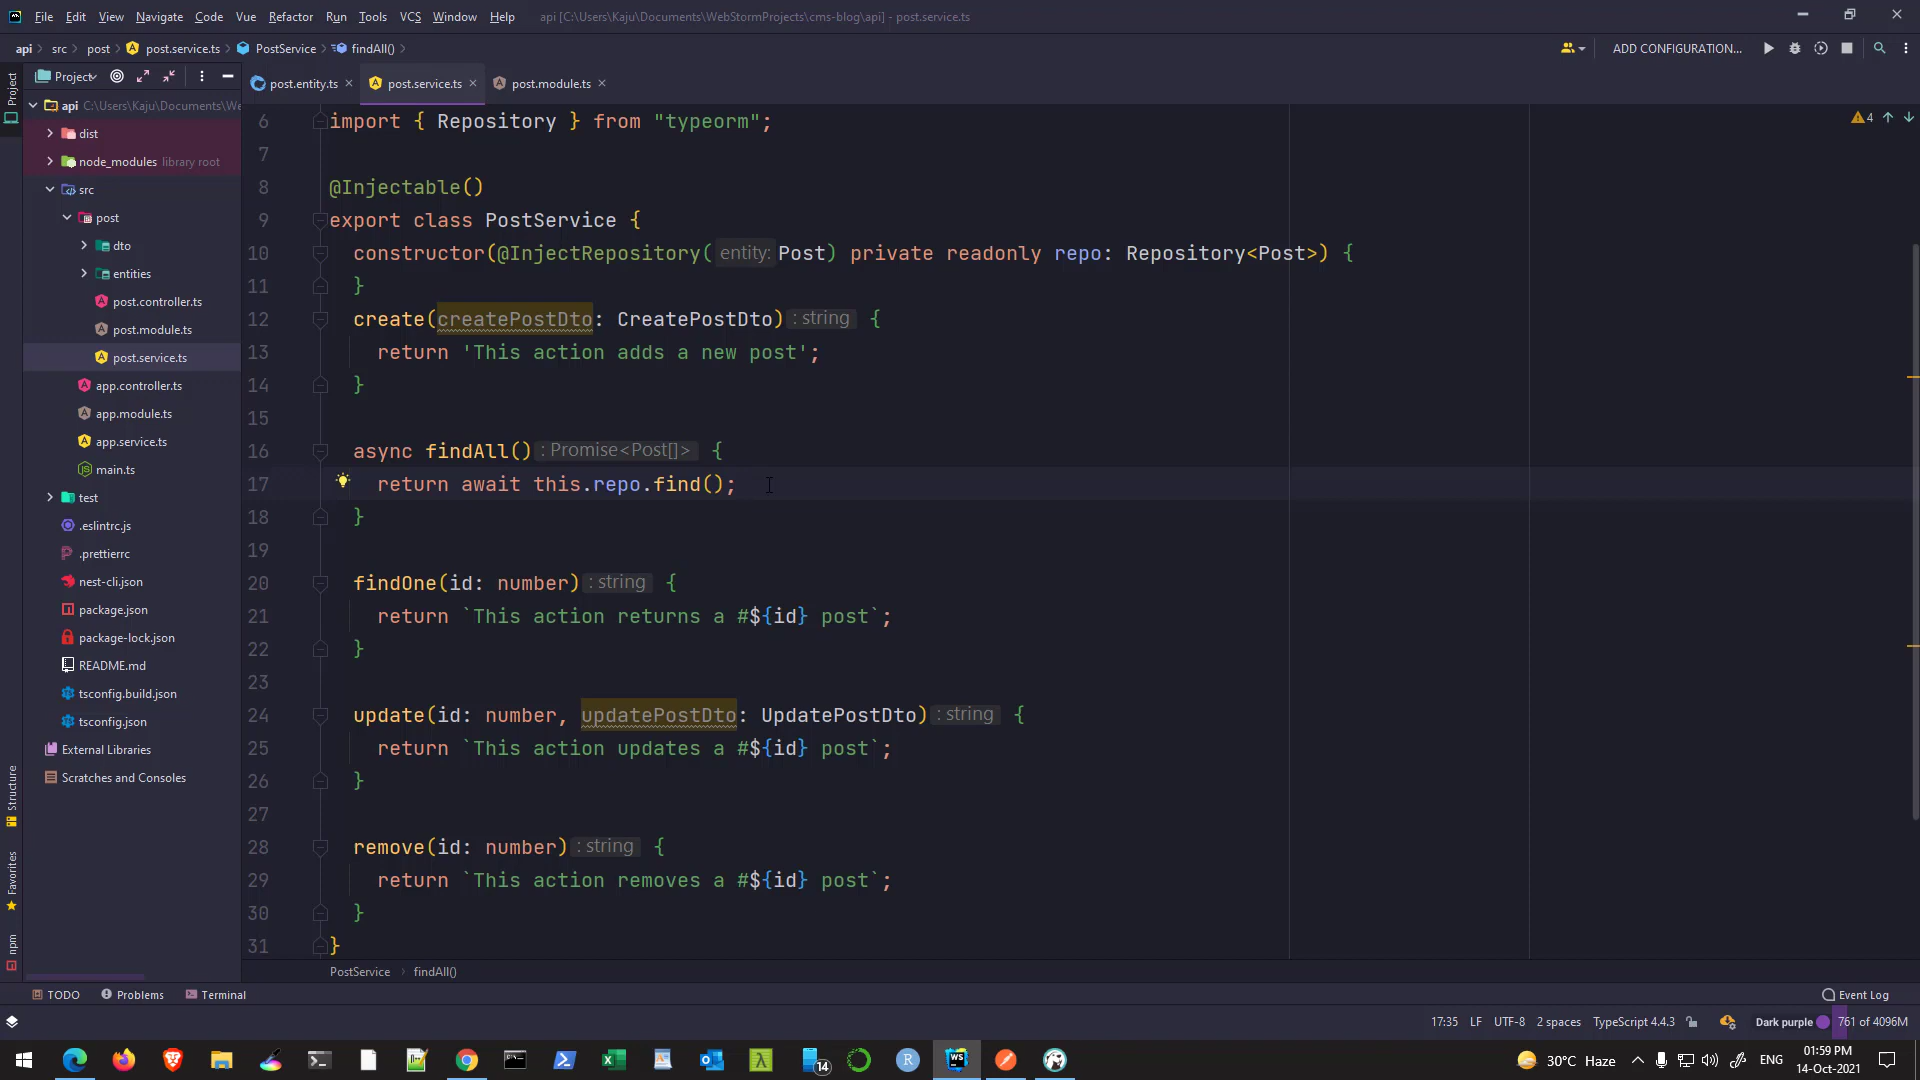 File Edit View Navigate Code Vue Refactor Run Tools VCS Window Help api [C:\Users\Kaju\Documents\WebStormProjects\cms-blog\api] - post.service.ts
api src post post.service.ts PostService findAll() ADD CONFIGURATION...
Project post.entity.ts post.service.ts post.module.ts
api C:\Users\Kaju\Documents\We
dist
node_modules library root
src
post
dto
entities
post.controller.ts
post.module.ts
post.service.ts
app.controller.ts
app.module.ts
app.service.ts
main.ts
test
.eslintrc.js
.prettierrc
nest-cli.json
package.json
package-lock.json
README.md
tsconfig.build.json
tsconfig.json
External Libraries
Scratches and Consoles
Project
Structure
Favorites
npm
6 import { Repository } from "typeorm";
7
8 @Injectable()
9 export class PostService {
10 constructor(@InjectRepository( entity: Post) private readonly repo: Repository<Post>) {
11 }
12 create(createPostDto: CreatePostDto) : string {
13 return 'This action adds a new post';
14 }
15
16 async findAll() : Promise<Post[]> {
17 return await this.repo.find();
18 }
19
20 findOne(id: number) : string {
21 return `This action returns a #${id} post`;
22 }
23
24 update(id: number, updatePostDto: UpdatePostDto) : string {
25 return `This action updates a #${id} post`;
26 }
27
28 remove(id: number) : string {
29 return `This action removes a #${id} post`;
30 }
31 }
4
PostService findAll()
TODO Problems Terminal Event Log
17:35 LF UTF-8 2 spaces TypeScript 4.4.3 Dark purple 761 of 4096M
14 R WS 30°C Haze ENG 01:59 PM
14-Oct-2021